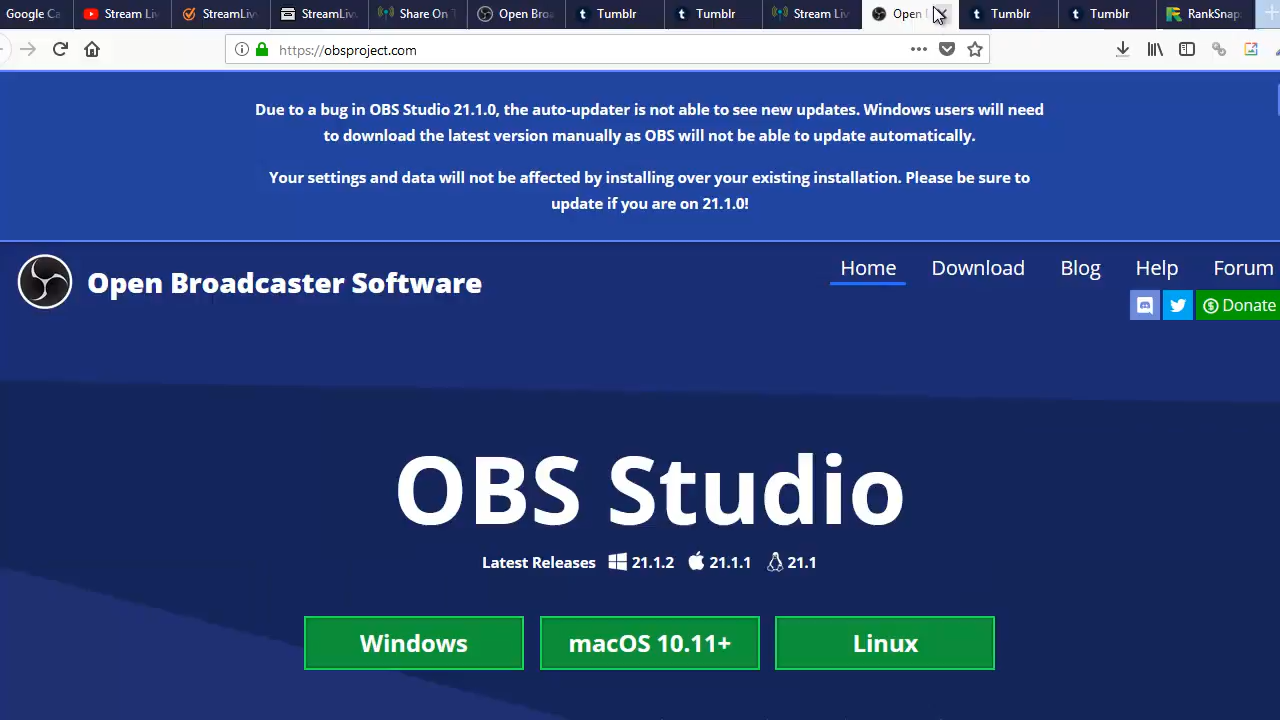 Google Ca
Stream Liv
StreamLiv
StreamLiv
Share On T
Open Broa
Tumblr
Tumblr
Stream Liv
Open
Tumblr
Tumblr
RankSnap
https://obsproject.com
Due to a bug in OBS Studio 21.1.0, the auto-updater is not able to see new updates. Windows users will need
to download the latest version manually as OBS will not be able to update automatically.
Your settings and data will not be affected by installing over your existing installation. Please be sure to
update if you are on 21.1.0!
Open Broadcaster Software
Home
Download
Blog
Help
Forum
Donate
OBS Studio
Latest Releases 21.1.2 21.1.1 21.1
Windows
macOS 10.11+
Linux